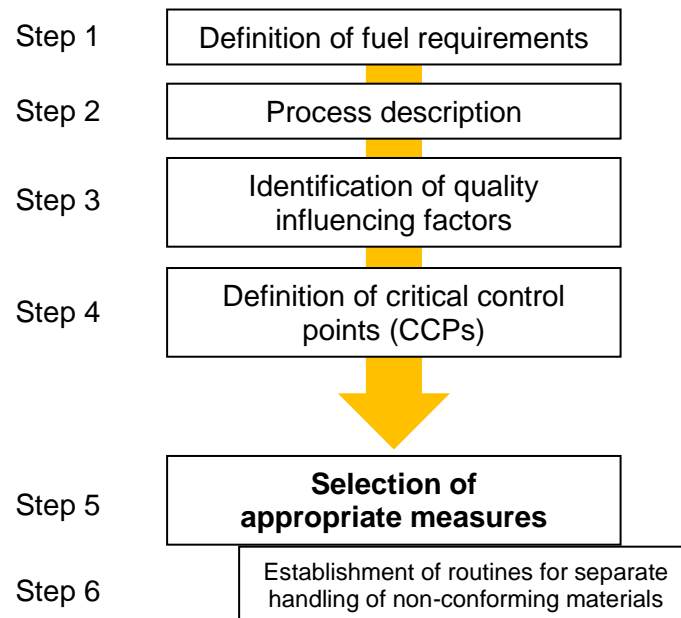 Step 1
Definition of fuel requirements
Step 2
Process description
Step 3
Identification of quality
influencing factors
Step 4
Definition of critical control
points (CCPs)
Step 5
Selection of
appropriate measures
Step 6
Establishment of routines for separate
handling of non-conforming materials